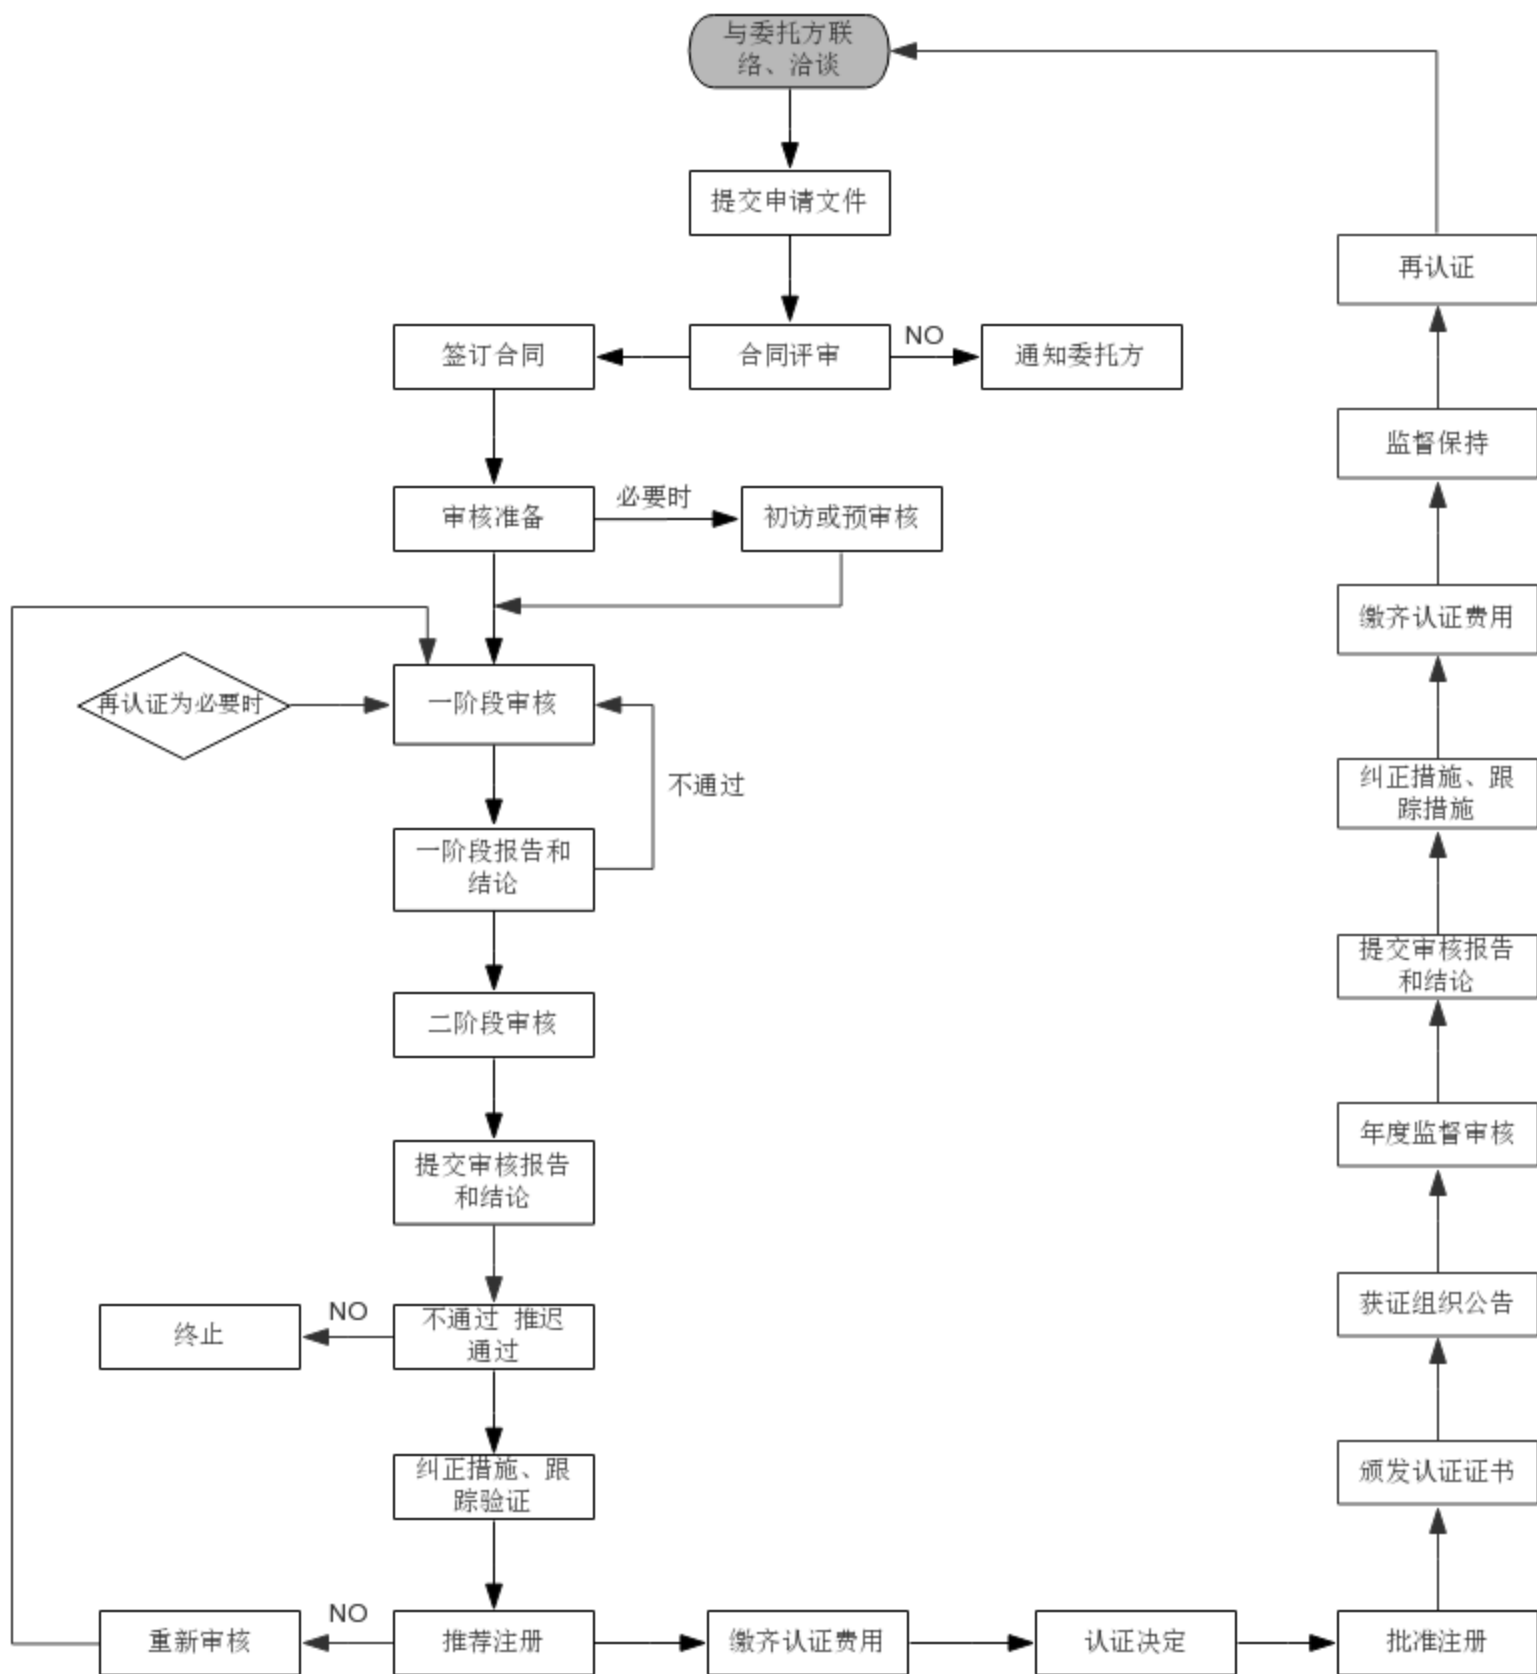 与委托方联
络、洽谈
提交申请文件
再认证
签订合同
合同评审
NO
通知委托方
监督保持
审核准备
必要时
初访或预审核
缴齐认证费用
再认证为必要时
一阶段审核
不通过
纠正措施、跟
踪措施
一阶段报告和
结论
提交审核报告
和结论
二阶段审核
年度监督审核
提交审核报告
和结论
获证组织公告
终止
NO
不通过 推迟
通过
纠正措施、跟
踪验证
颁发认证证书
重新审核
NO
推荐注册
缴齐认证费用
认证决定
批准注册